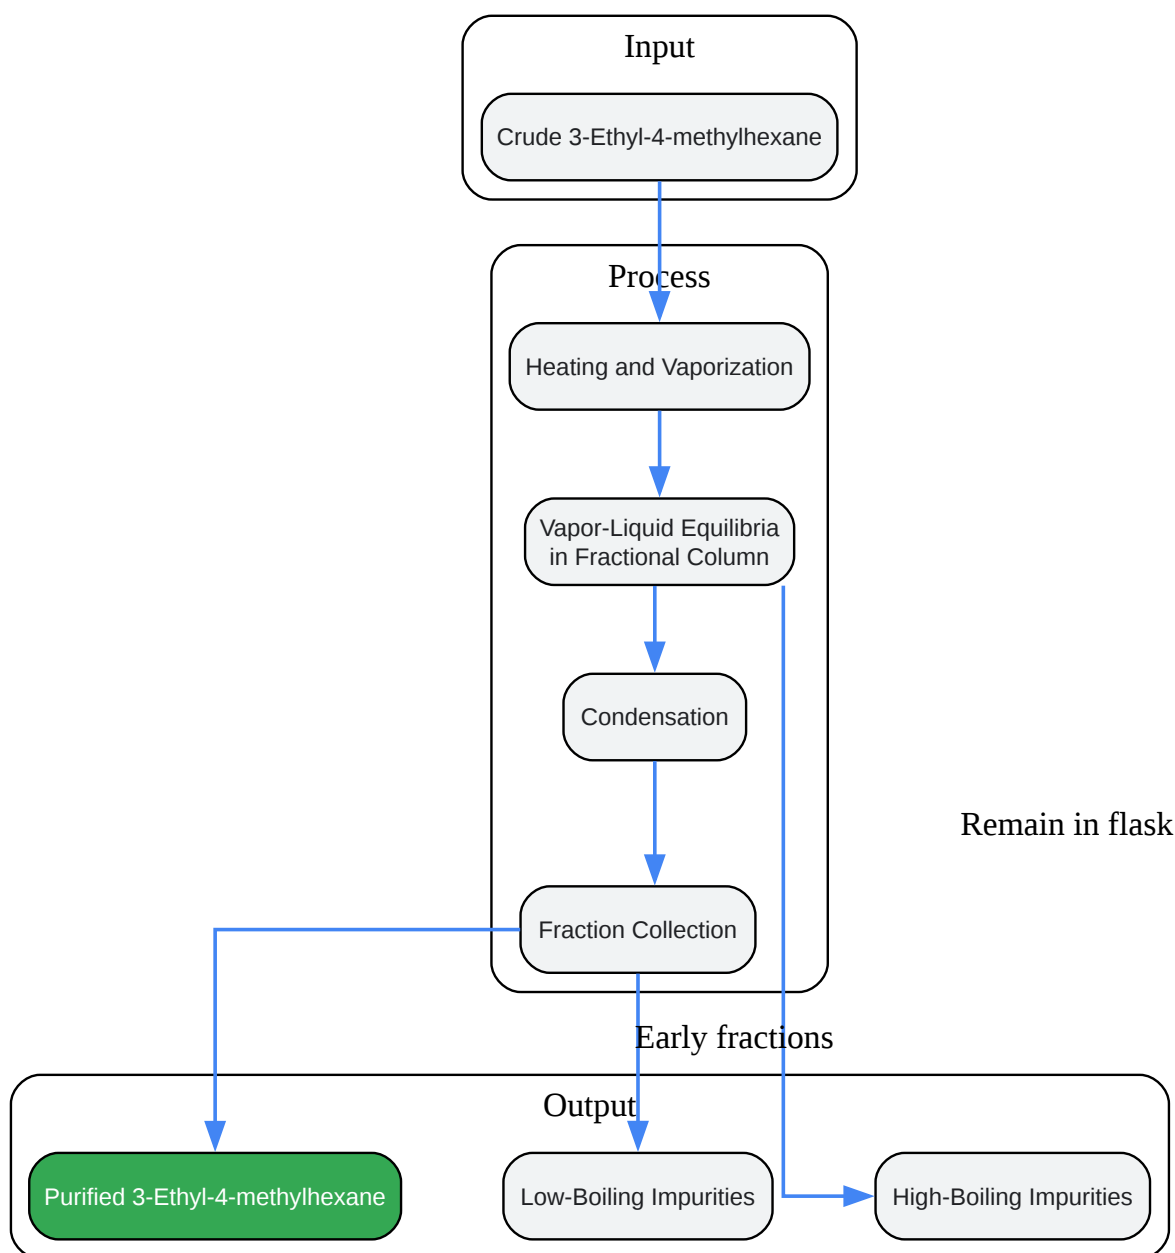 Input
Crude 3-Ethyl-4-methylhexane
Process
Heating and Vaporization
Vapor-Liquid Equilibria
in Fractional Column
Condensation
Remain in flask
Fraction Collection
Early fractions
Output
Purified 3-Ethyl-4-methylhexane
Low-Boiling Impurities
High-Boiling Impurities